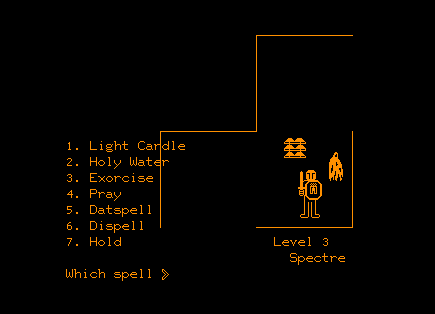 1. Light Candle
2. Holy Water
3. Exorcise
4. Pray
5. Datspell
6. Dispell
7. Hold
Level 3
Spectre
Which spell >